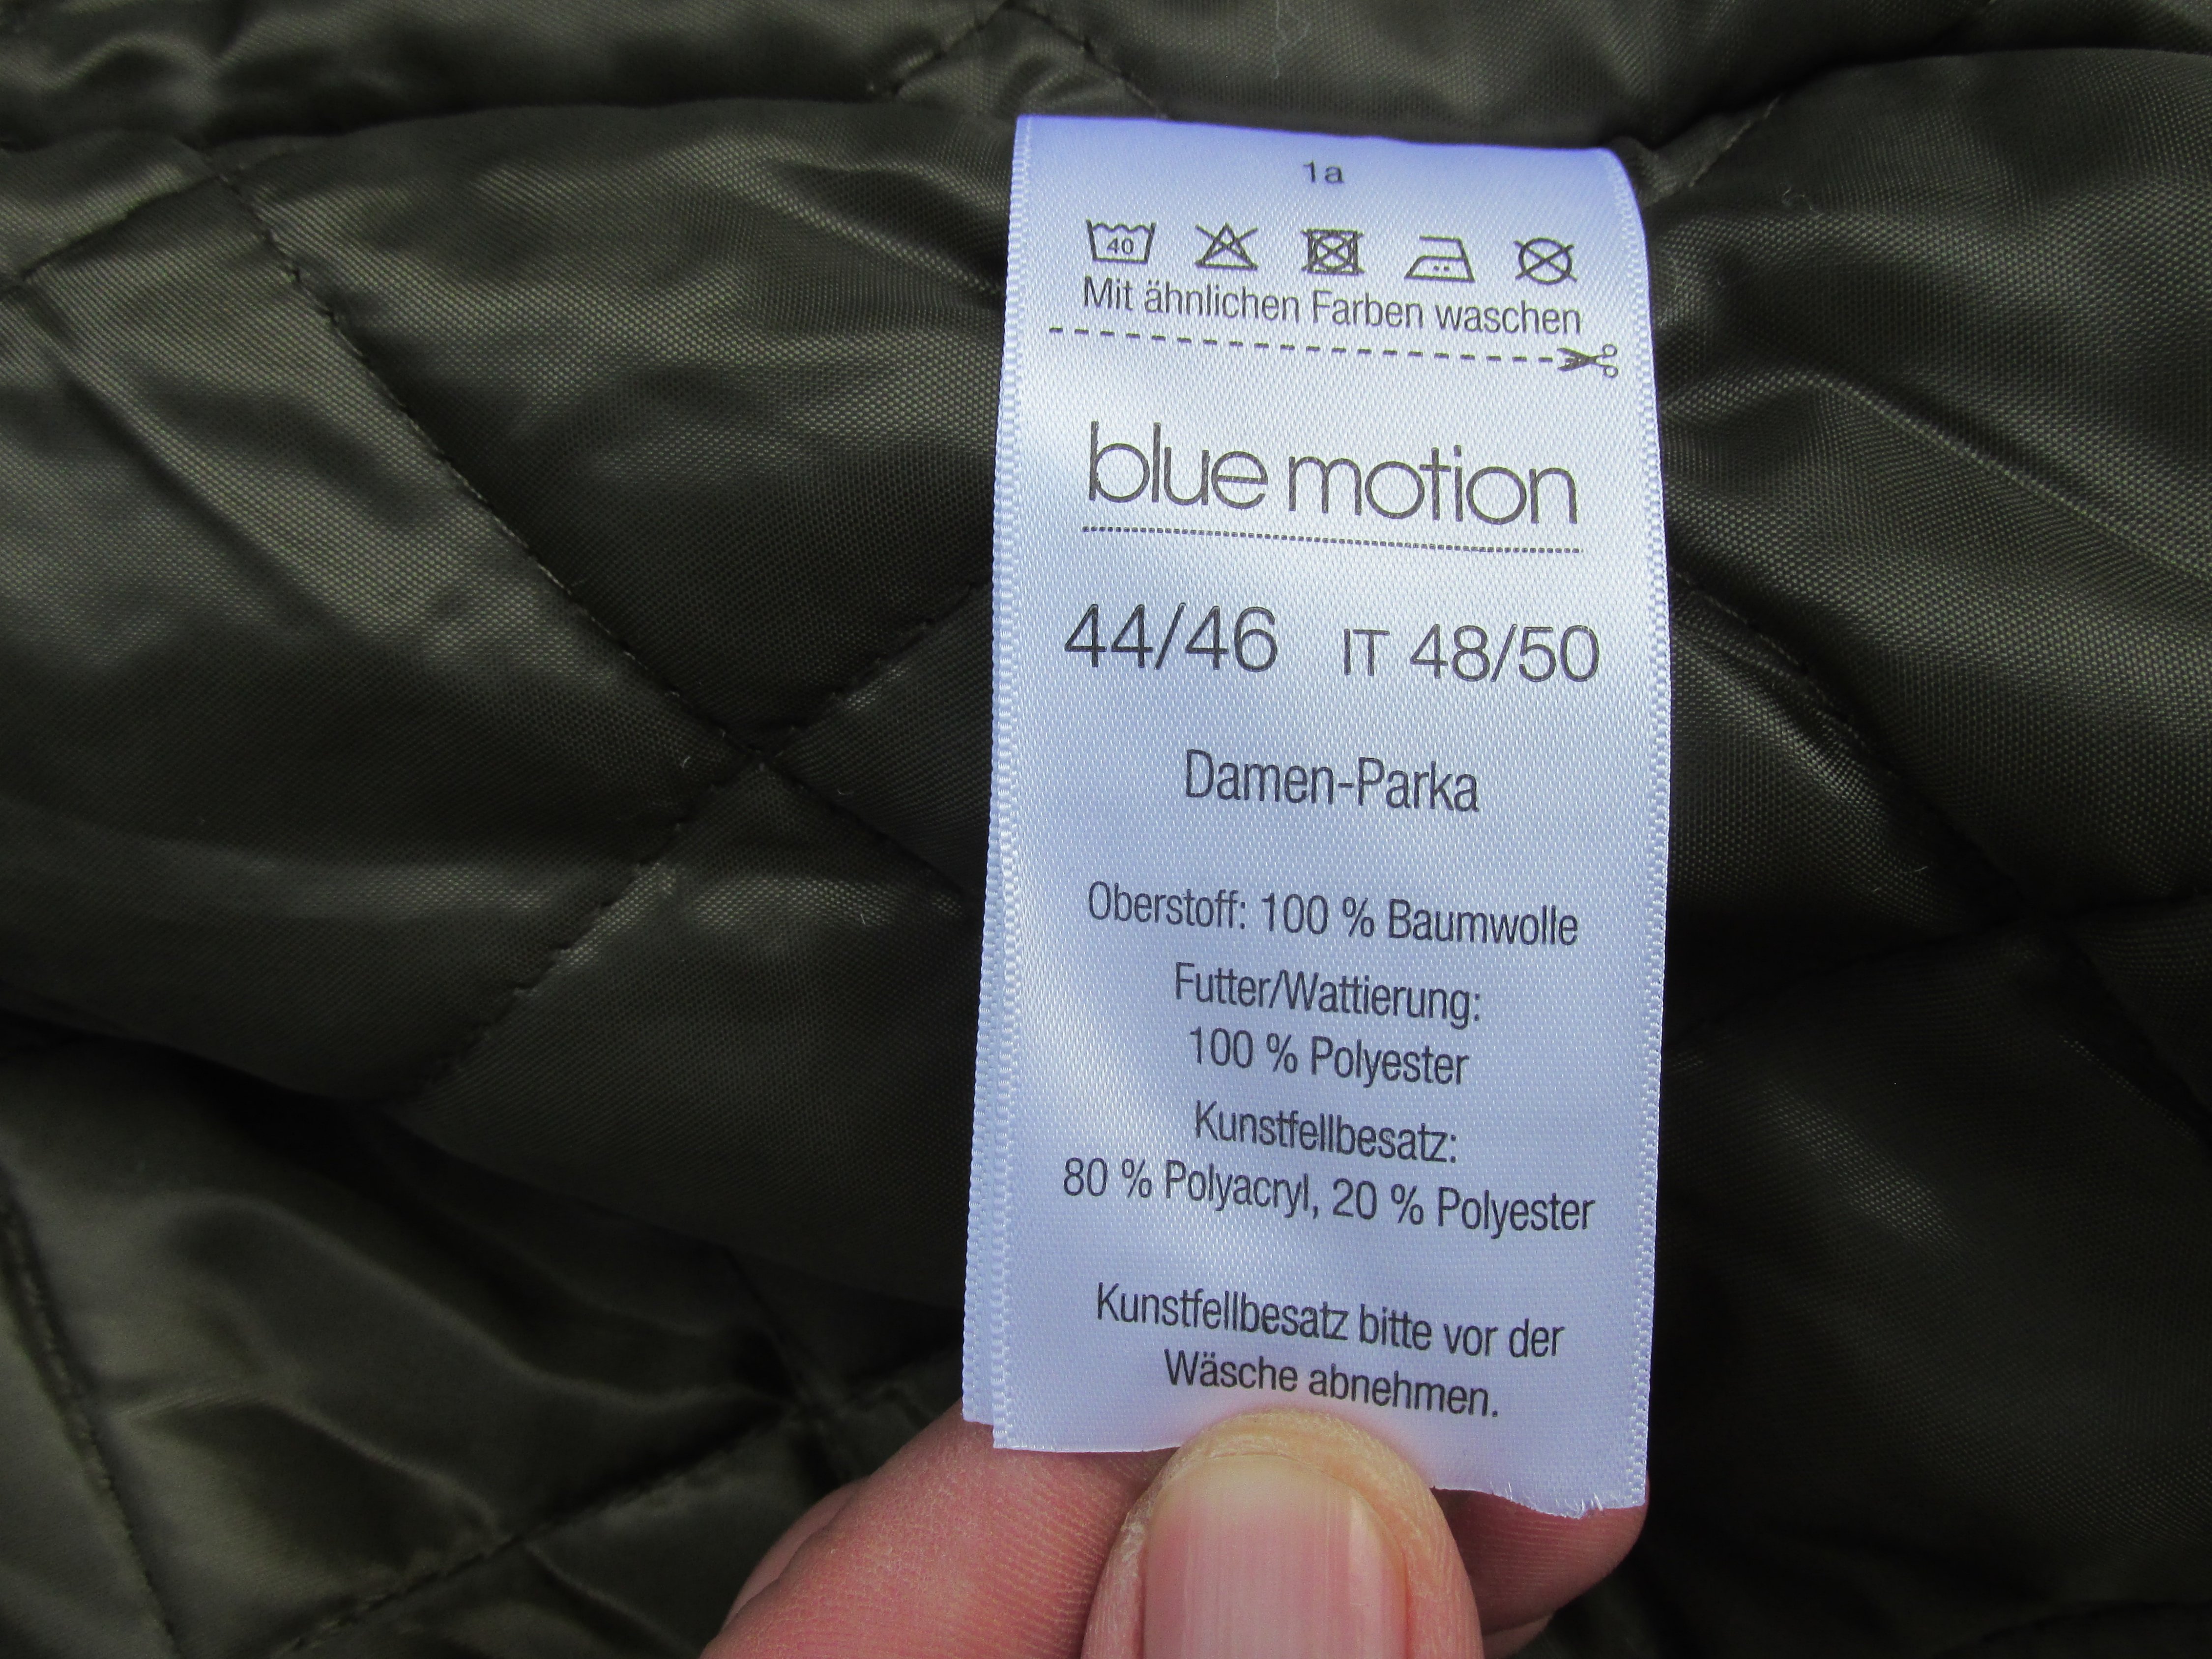 1a
40
Mit ähnlichen Farben waschen
blue motion
44/46 IT 48/50
Damen-Parka
Oberstoff: 100 % Baumwolle
Futter/Wattierung:
100 % Polyester
Kunstfellbesatz:
80 % Polyacryl, 20 % Polyester
Kunstfellbesatz bitte vor der
Wäsche abnehmen.